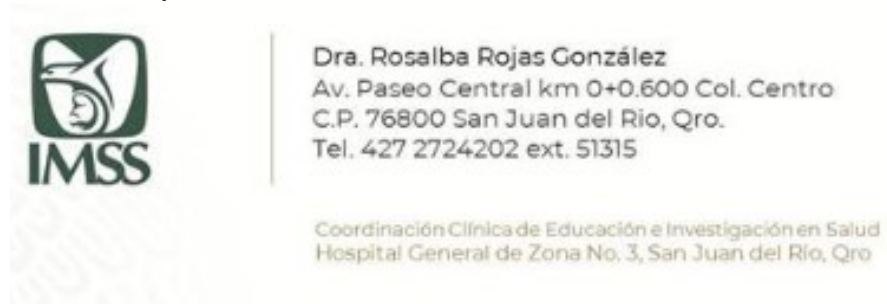 IMSS
Dra. Rosalba Rojas González
Av. Paseo Central km 0+0.600 Col. Centro
C.P. 76800 San Juan del Rio, Qro.
Tel. 427 2724202 ext. 51315
Coordinación Clínica de Educación e Investigación en Salud
Hospital General de Zona No. 3, San Juan del Rio, Qro